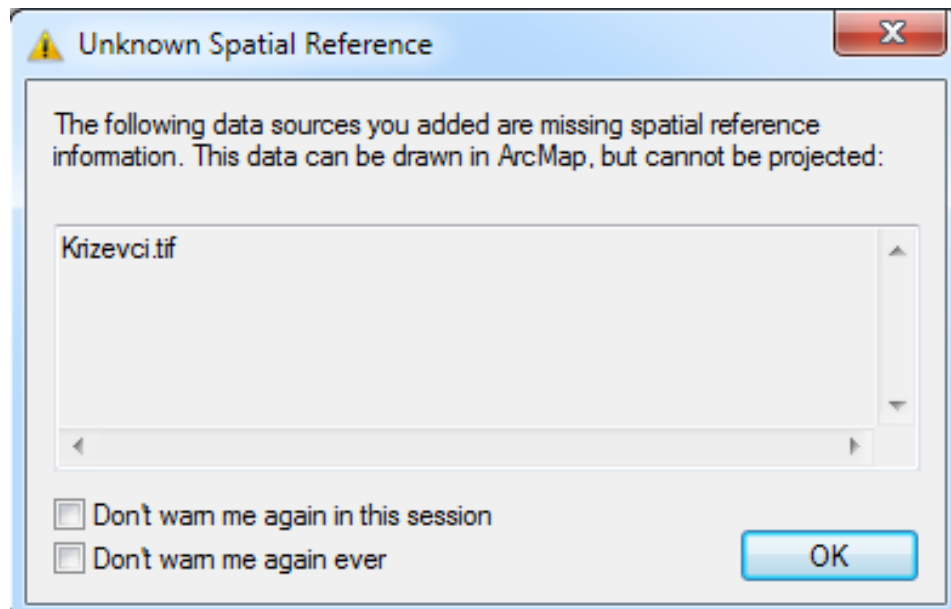 Unknown Spatial Reference
The following data sources you added are missing spatial reference
information. This data can be drawn in ArcMap, but cannot be projected:
Krizevci.tif
Don't warn me again in this session
Don't warn me again ever
OK